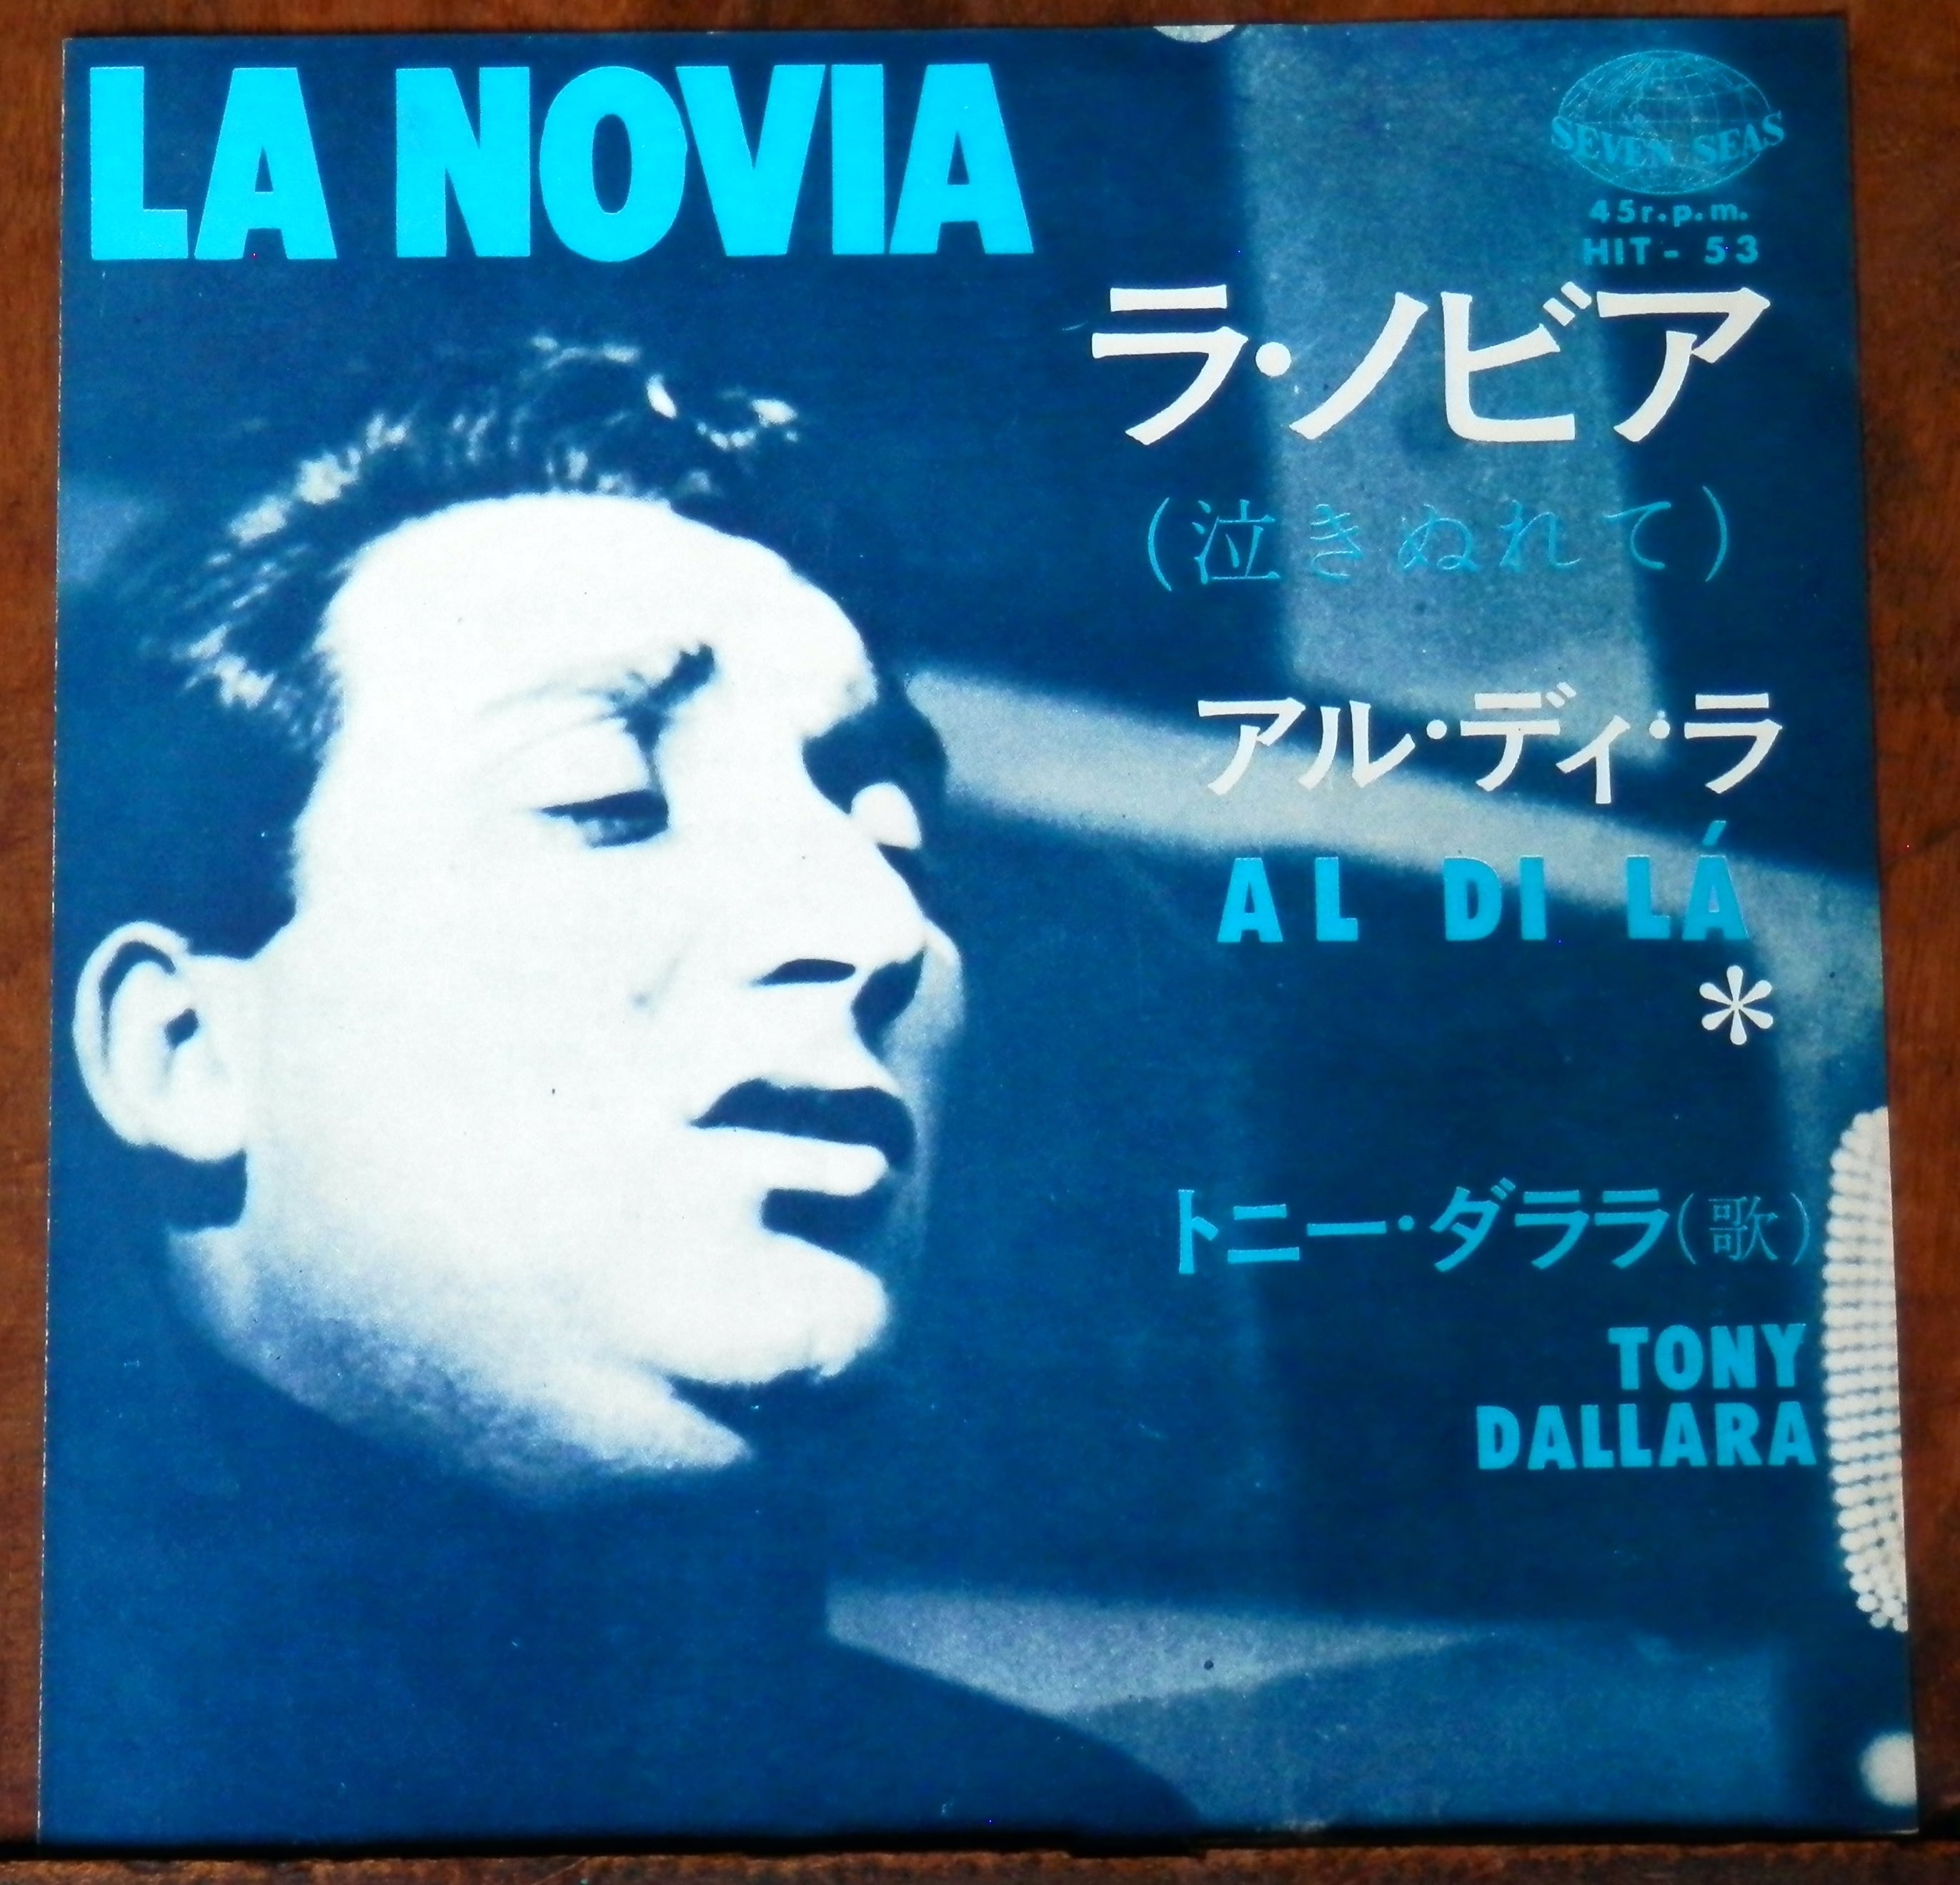 LA NOVIA
SEVEN SEAS
45r.p.m.
HIT - 53
ラ・ノビア
(泣きぬれて)
アル・ディ・ラ
AL DI LÁ
*
トニー・ダララ(歌)
TONY
DALLARA